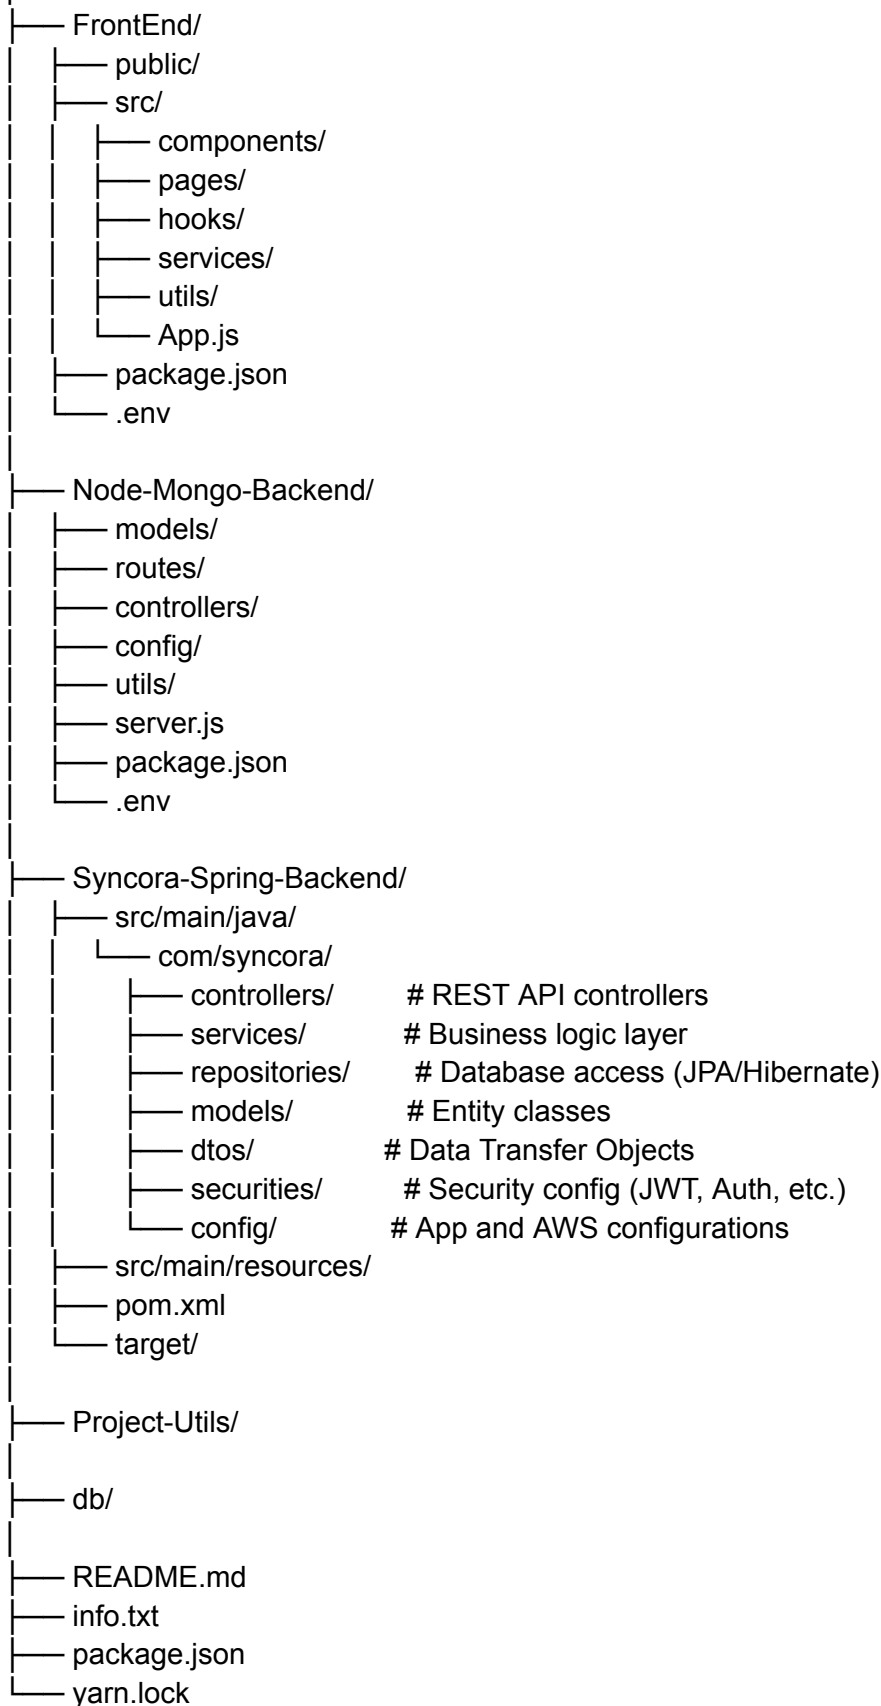 ├── FrontEnd/
│   ├── public/
│   ├── src/
│   │   ├── components/
│   │   ├── pages/
│   │   ├── hooks/
│   │   ├── services/
│   │   ├── utils/
│   │   └── App.js
│   ├── package.json
│   └── .env
│
├── Node-Mongo-Backend/
│   ├── models/
│   ├── routes/
│   ├── controllers/
│   ├── config/
│   ├── utils/
│   ├── server.js
│   ├── package.json
│   └── .env
│
├── Syncora-Spring-Backend/
│   ├── src/main/java/
│   │   └── com/syncora/
│   │       ├── controllers/ # REST API controllers
│   │       ├── services/ # Business logic layer
│   │       ├── repositories/ # Database access (JPA/Hibernate)
│   │       ├── models/ # Entity classes
│   │       ├── dtos/ # Data Transfer Objects
│   │       ├── securities/ # Security config (JWT, Auth, etc.)
│   │       └── config/ # App and AWS configurations
│   ├── src/main/resources/
│   ├── pom.xml
│   └── target/
│
├── Project-Utils/
│
├── db/
│
├── README.md
├── info.txt
├── package.json
└── yarn.lock